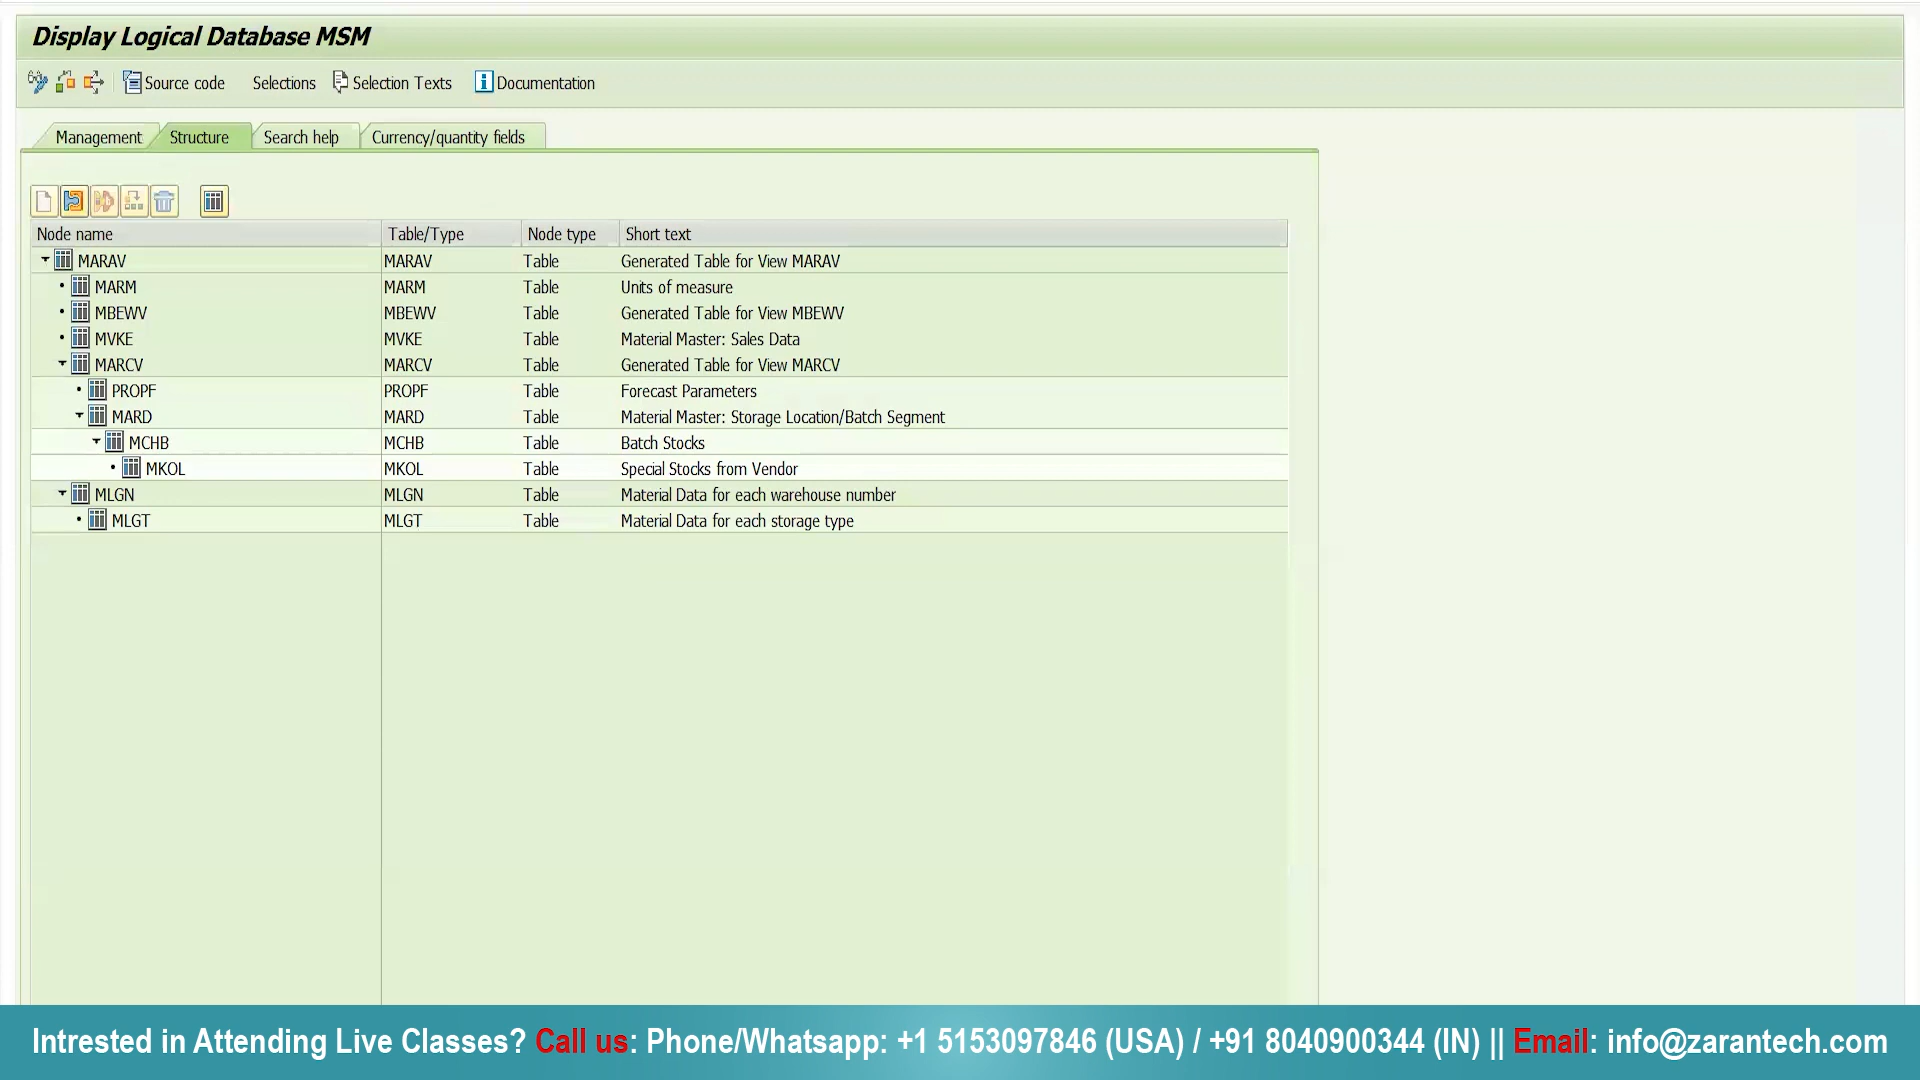 Display Logical Database MSM
Source code Selections Selection Texts Documentation
Management Structure Search help Currency/quantity fields
Node name Table/Type Node type Short text
MARAV MARAV Table Generated Table for View MARAV
MARM MARM Table Units of measure
MBEWV MBEWV Table Generated Table for View MBEWV
MVKE MVKE Table Material Master: Sales Data
MARCV MARCV Table Generated Table for View MARCV
PROPF PROPF Table Forecast Parameters
MARD MARD Table Material Master: Storage Location/Batch Segment
MCHB MCHB Table Batch Stocks
MKOL MKOL Table Special Stocks from Vendor
MLGN MLGN Table Material Data for each warehouse number
MLGT MLGT Table Material Data for each storage type
Intrested in Attending Live Classes? Call us: Phone/Whatsapp: +1 5153097846 (USA) / +91 8040900344 (IN) || Email: info@zarantech.com